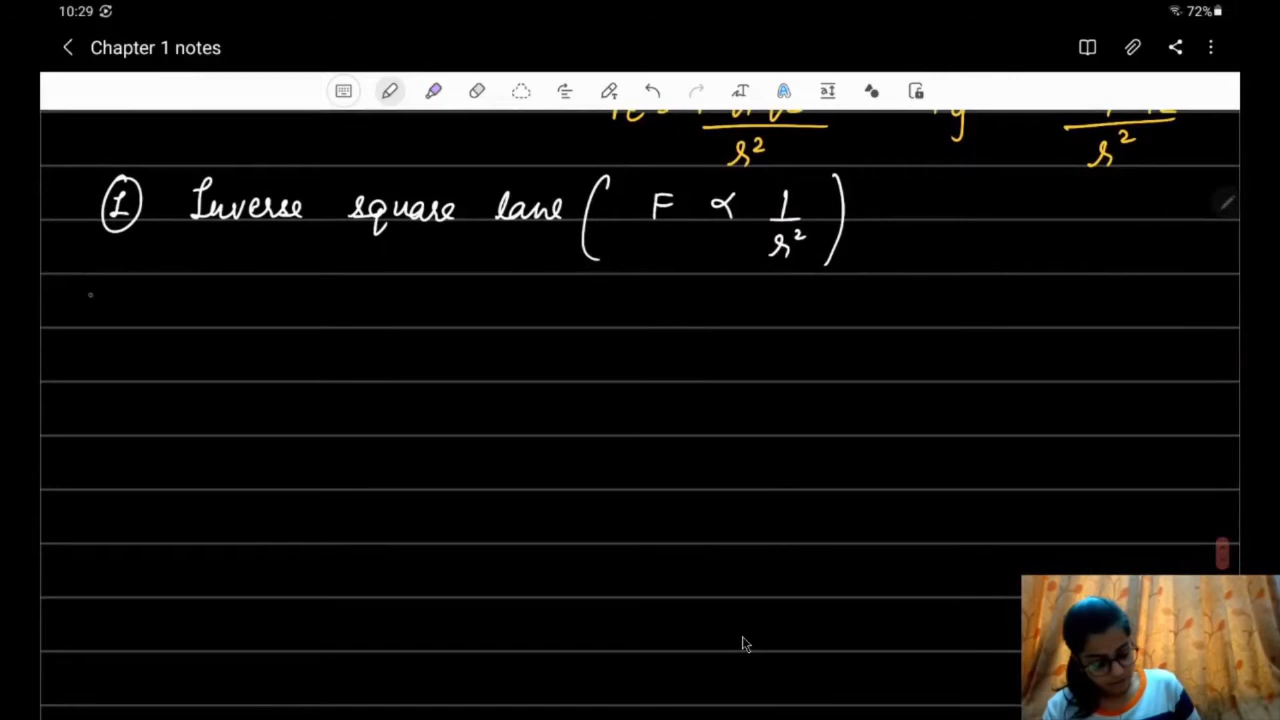 10:29
72%
Chapter 1 notes
r² r²
① Inverse square lane ( F ∝ 1/r² )